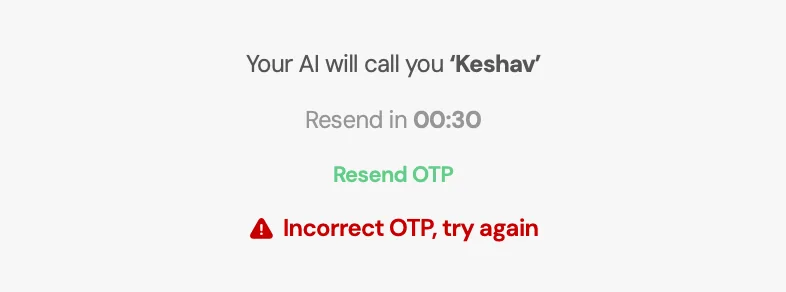 Your AI will call you ‘Keshav’
Resend in 00:30
Resend OTP
Incorrect OTP, try again